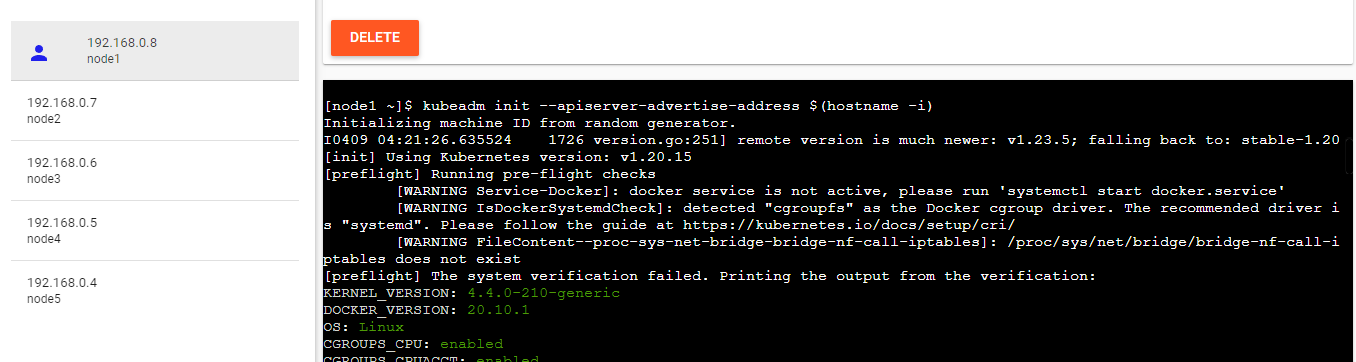 192.168.0.8
node1
192.168.0.7
node2
192.168.0.6
node3
192.168.0.5
node4
192.168.0.4
node5
DELETE
[node1 ~]$ kubeadm init --apiserver-advertise-address $(hostname -i)
Initializing machine ID from random generator.
I0409 04:21:26.635524    1726 version.go:251] remote version is much newer: v1.23.5; falling back to: stable-1.20
[init] Using Kubernetes version: v1.20.15
[preflight] Running pre-flight checks
        [WARNING Service-Docker]: docker service is not active, please run 'systemctl start docker.service'
        [WARNING IsDockerSystemdCheck]: detected "cgroupfs" as the Docker cgroup driver. The recommended driver i
s "systemd". Please follow the guide at https://kubernetes.io/docs/setup/cri/
        [WARNING FileContent--proc-sys-net-bridge-bridge-nf-call-iptables]: /proc/sys/net/bridge/bridge-nf-call-i
ptables does not exist
[preflight] The system verification failed. Printing the output from the verification:
KERNEL_VERSION: 4.4.0-210-generic
DOCKER_VERSION: 20.10.1
OS: Linux
CGROUPS_CPU: enabled
CGROUPS_CPUACCT: enabled